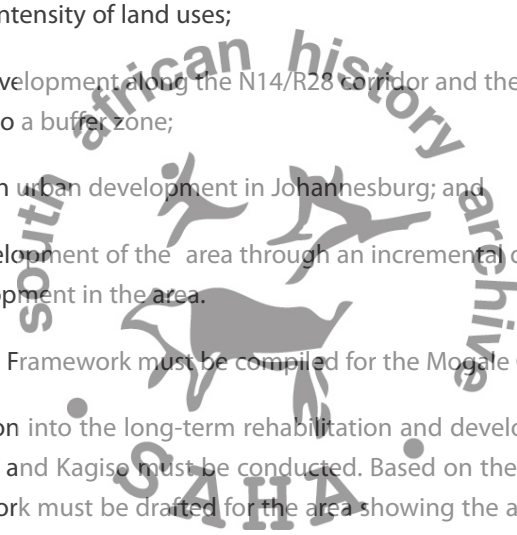 ntensity of land uses;
velopment along the N14/R28 corridor and the
o a buffer zone;
n urban development in Johannesburg; and
elopment of the area through an incremental
opment in the area.
Framework must be compiled for the Mogale
on into the long-term rehabilitation and develo
and Kagiso must be conducted. Based on the
ork must be drafted for the area showing the a
south african history archive
SAHA